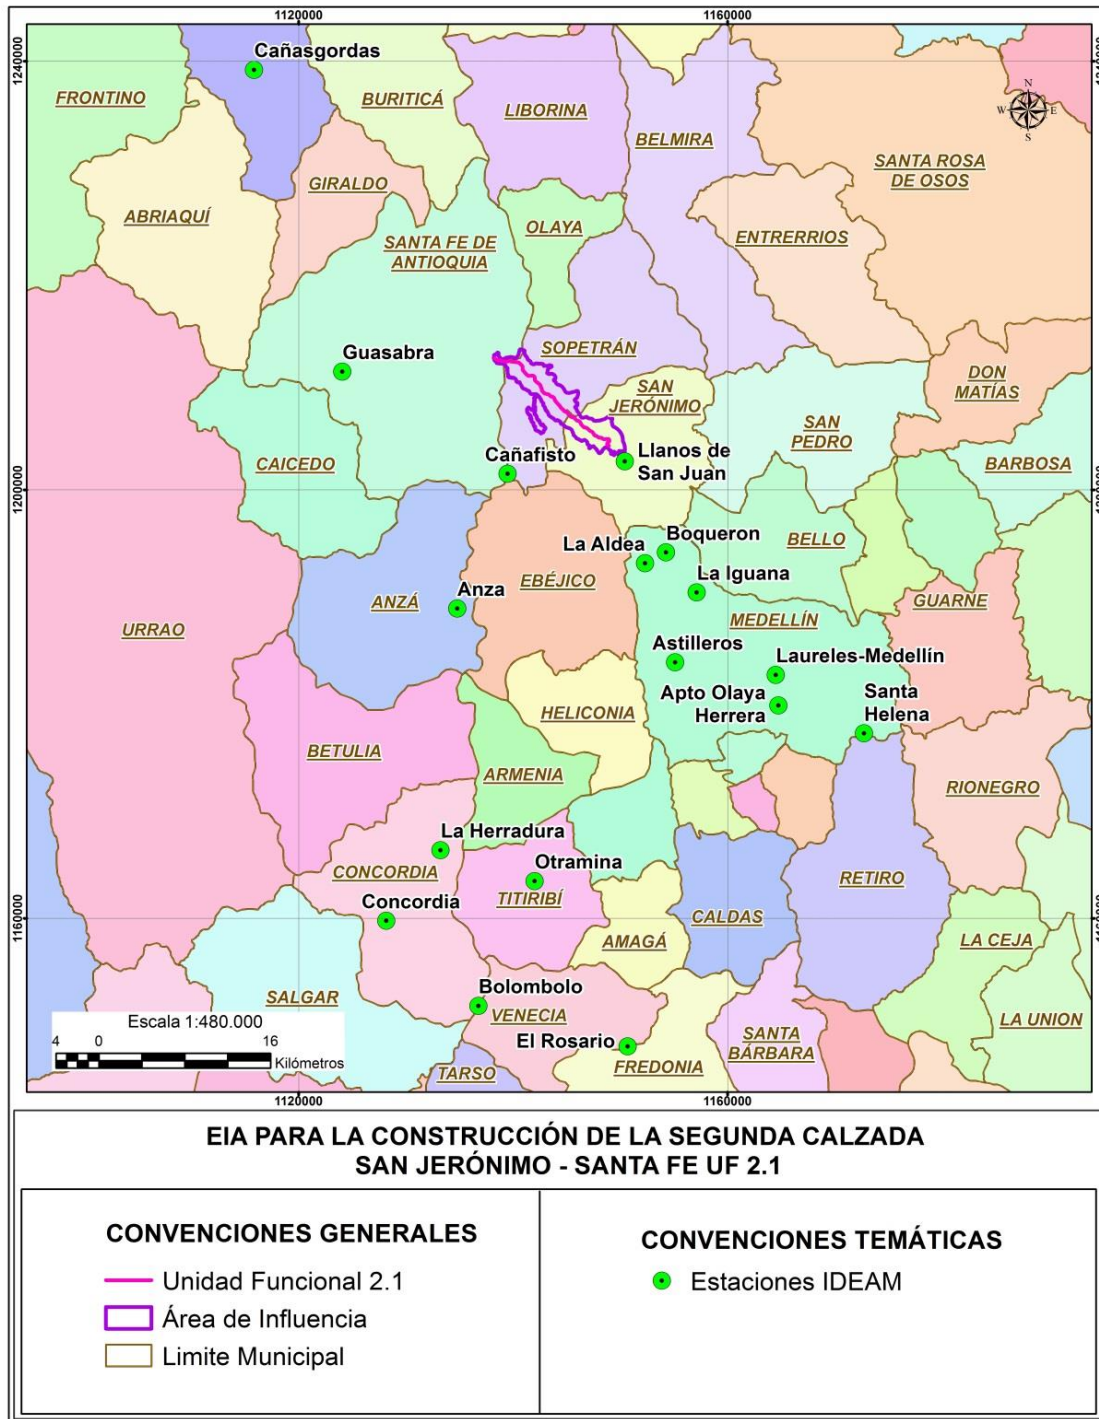 1120000
1160000
Cañasgordas
1240000
FRONTINO
BURITICÁ
LIBORINA
BELMIRA
N
W
E
S
SANTA ROSA
DE OSOS
GIRALDO
ABRIAQUÍ
OLAYA
ENTRERRIOS
SANTA FE DE
ANTIOQUIA
Guasabra
SOPETRÁN
SAN
JERÓNIMO
DON
MATÍAS
SAN
PEDRO
CAICEDO
Cañafisto
Llanos de
San Juan
BARBOSA
1200000
Boqueron
La Aldea
BELLO
La Iguana
EBÉJICO
Anza
ANZÁ
GUARNE
URRAO
MEDELLÍN
Astilleros
Laureles-Medellín
Apto Olaya
Herrera
Santa
Helena
HELICONIA
BETULIA
ARMENIA
RIONEGRO
La Herradura
CONCORDIA
Otramina
TITIRIBÍ
RETIRO
Concordia
1160000
1160000
CALDAS
AMAGÁ
LA CEJA
SALGAR
Bolombolo
VENECIA
LA UNION
Escala 1:480.000
4 0 16
Kilómetros
El Rosario
SANTA
BÁRBARA
FREDONIA
TARSO
1120000
1160000
EIA PARA LA CONSTRUCCIÓN DE LA SEGUNDA CALZADA
SAN JERÓNIMO - SANTA FE UF 2.1
CONVENCIONES GENERALES
Unidad Funcional 2.1
Área de Influencia
Limite Municipal
CONVENCIONES TEMÁTICAS
Estaciones IDEAM